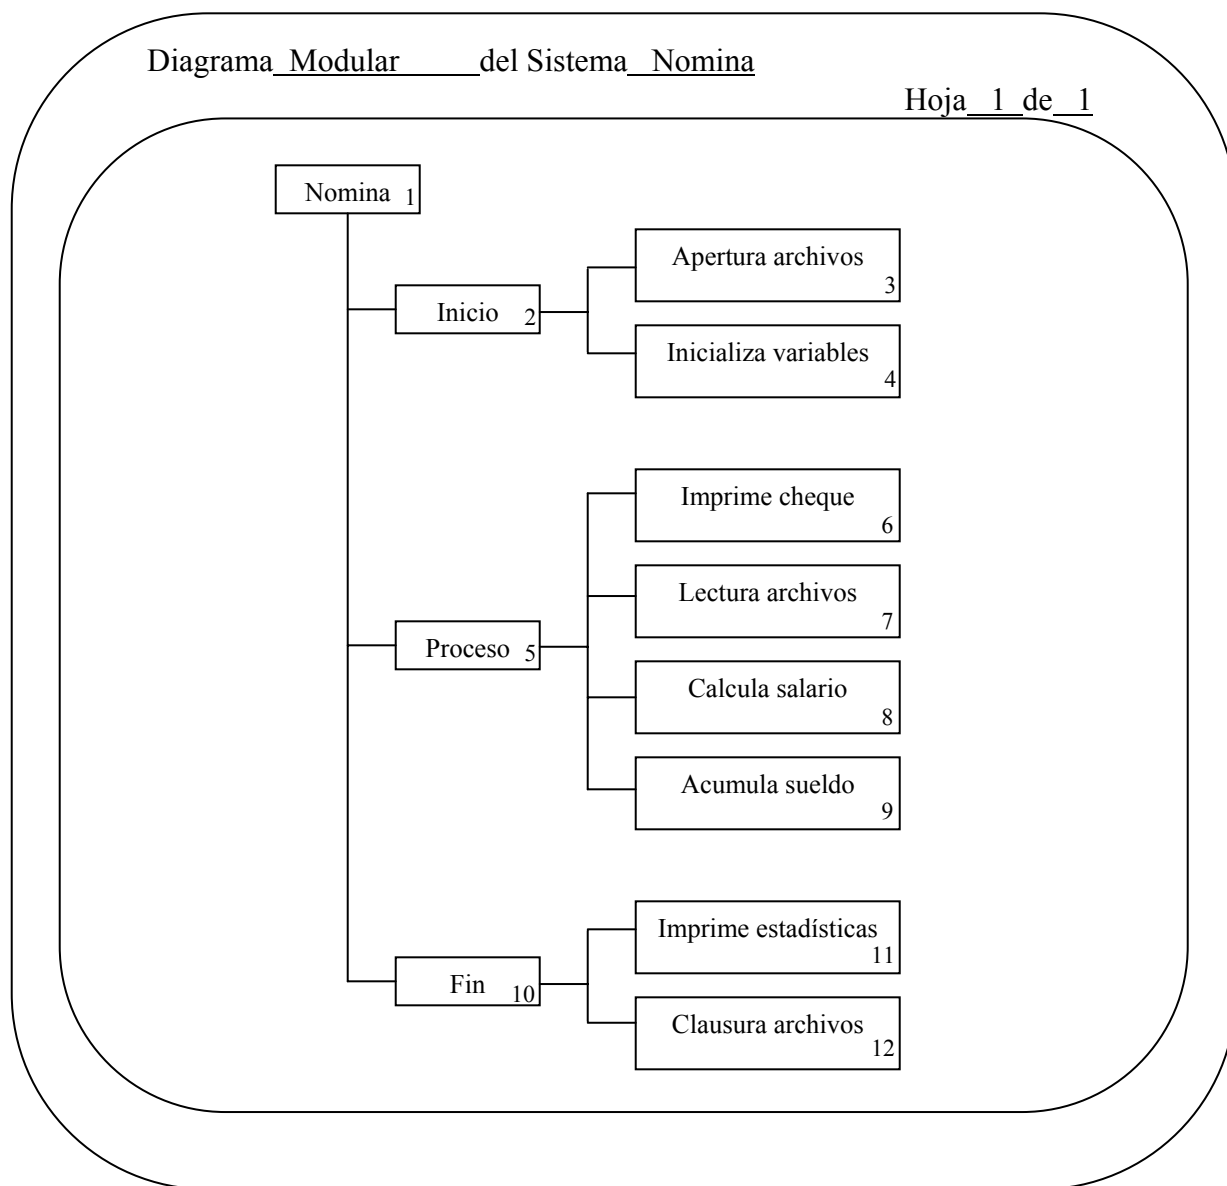 Diagrama Modular del Sistema Nomina
Hoja 1 de 1
Nomina 1
Apertura archivos
3
Inicio 2
Inicializa variables
4
Imprime cheque
6
Lectura archivos
7
Proceso 5
Calcula salario
8
Acumula sueldo
9
Imprime estadísticas
11
Fin 10
Clausura archivos
12